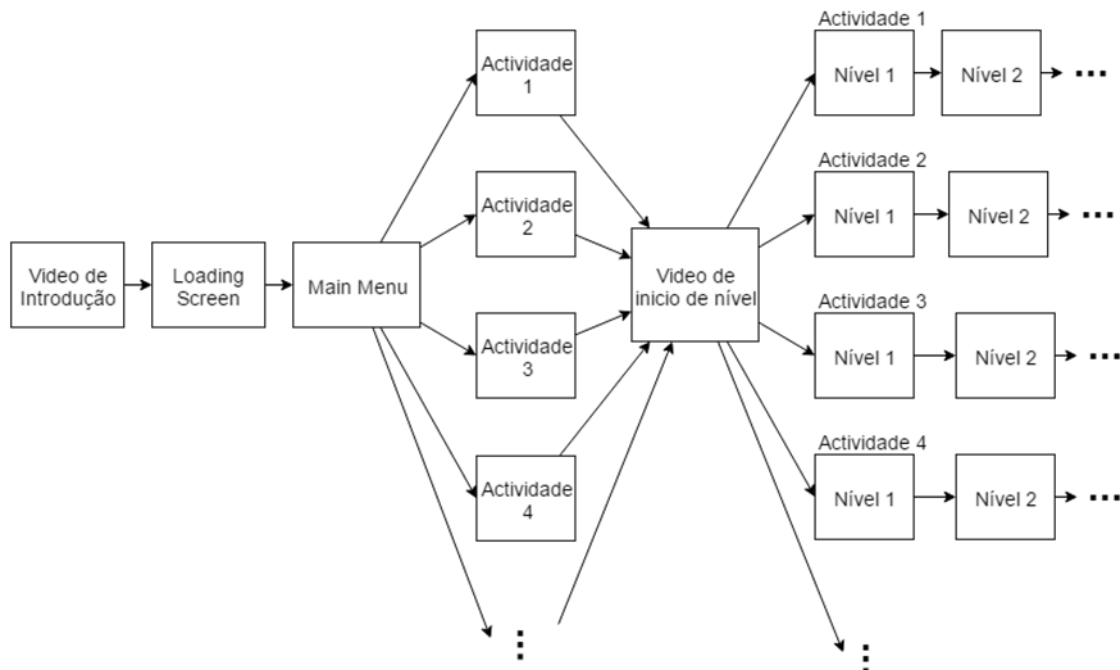 Video de
Introdução
Loading
Screen
Main Menu
Actividade
1
Actividade
2
Actividade
3
Actividade
4
Video de
inicio de nível
Actividade 1
Nível 1
Nível 2
...
Actividade 2
Nível 1
Nível 2
...
Actividade 3
Nível 1
Nível 2
...
Actividade 4
Nível 1
Nível 2
...